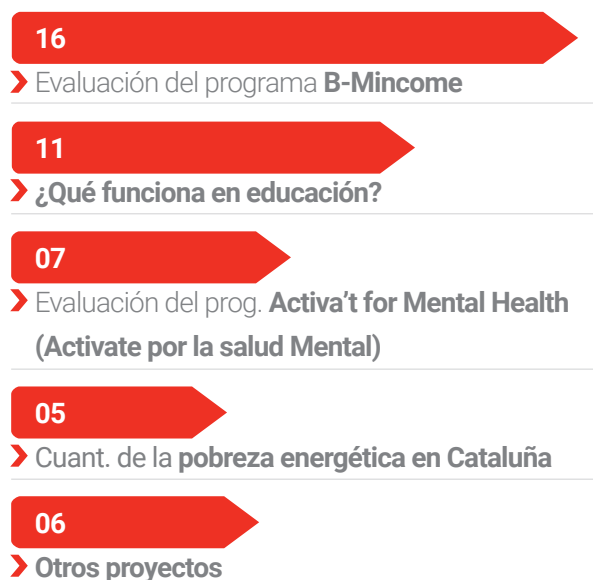 16
Evaluación del programa B-Mincome
11
¿Qué funciona en educación?
07
Evaluación del prog. Activa’t for Mental Health
(Activate por la salud Mental)
05
Cuant. de la pobreza energética en Cataluña
06
Otros proyectos